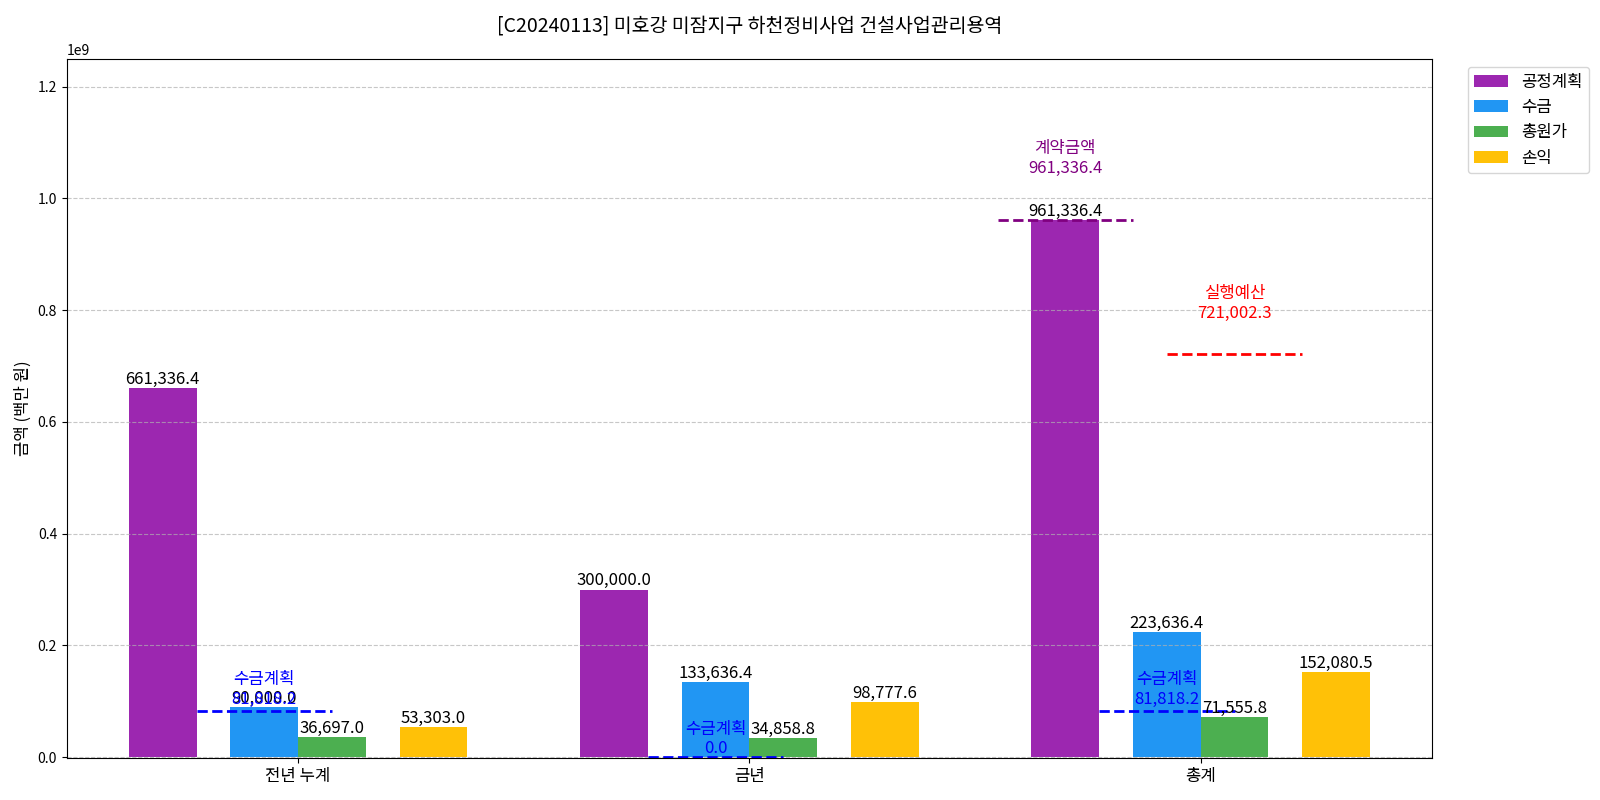 [C20240113] 미호강 미잠지구 하천정비사업 건설사업관리용역
1e9
1.2
1.0
0.8
0.6
0.4
0.2
0.0
금액 (백만 원)
공정계획
수금
총원가
손익
계약금액
961,336.4
961,336.4
실행예산
721,002.3
661,336.4
300,000.0
223,636.4
수금계획
90,000.0
81,818.2
36,697.0
53,303.0
133,636.4
수금계획
0.0
34,858.8
98,777.6
수금계획
81,818.2
71,555.8
152,080.5
전년 누계
금년
총계